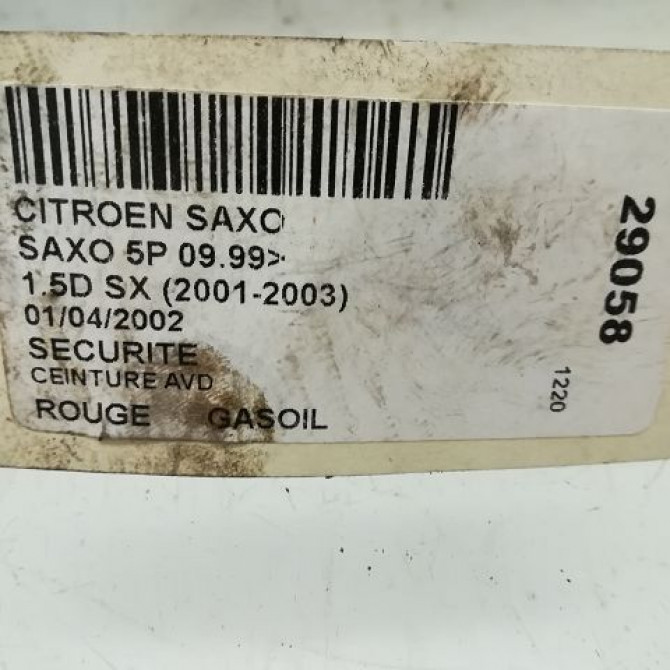 CITROEN SAXO
SAXO 5P 09.99>
1.5D SX (2001-2003)
01/04/2002
SECURITE
CEINTURE AVD
ROUGE GASOIL
29058
1220